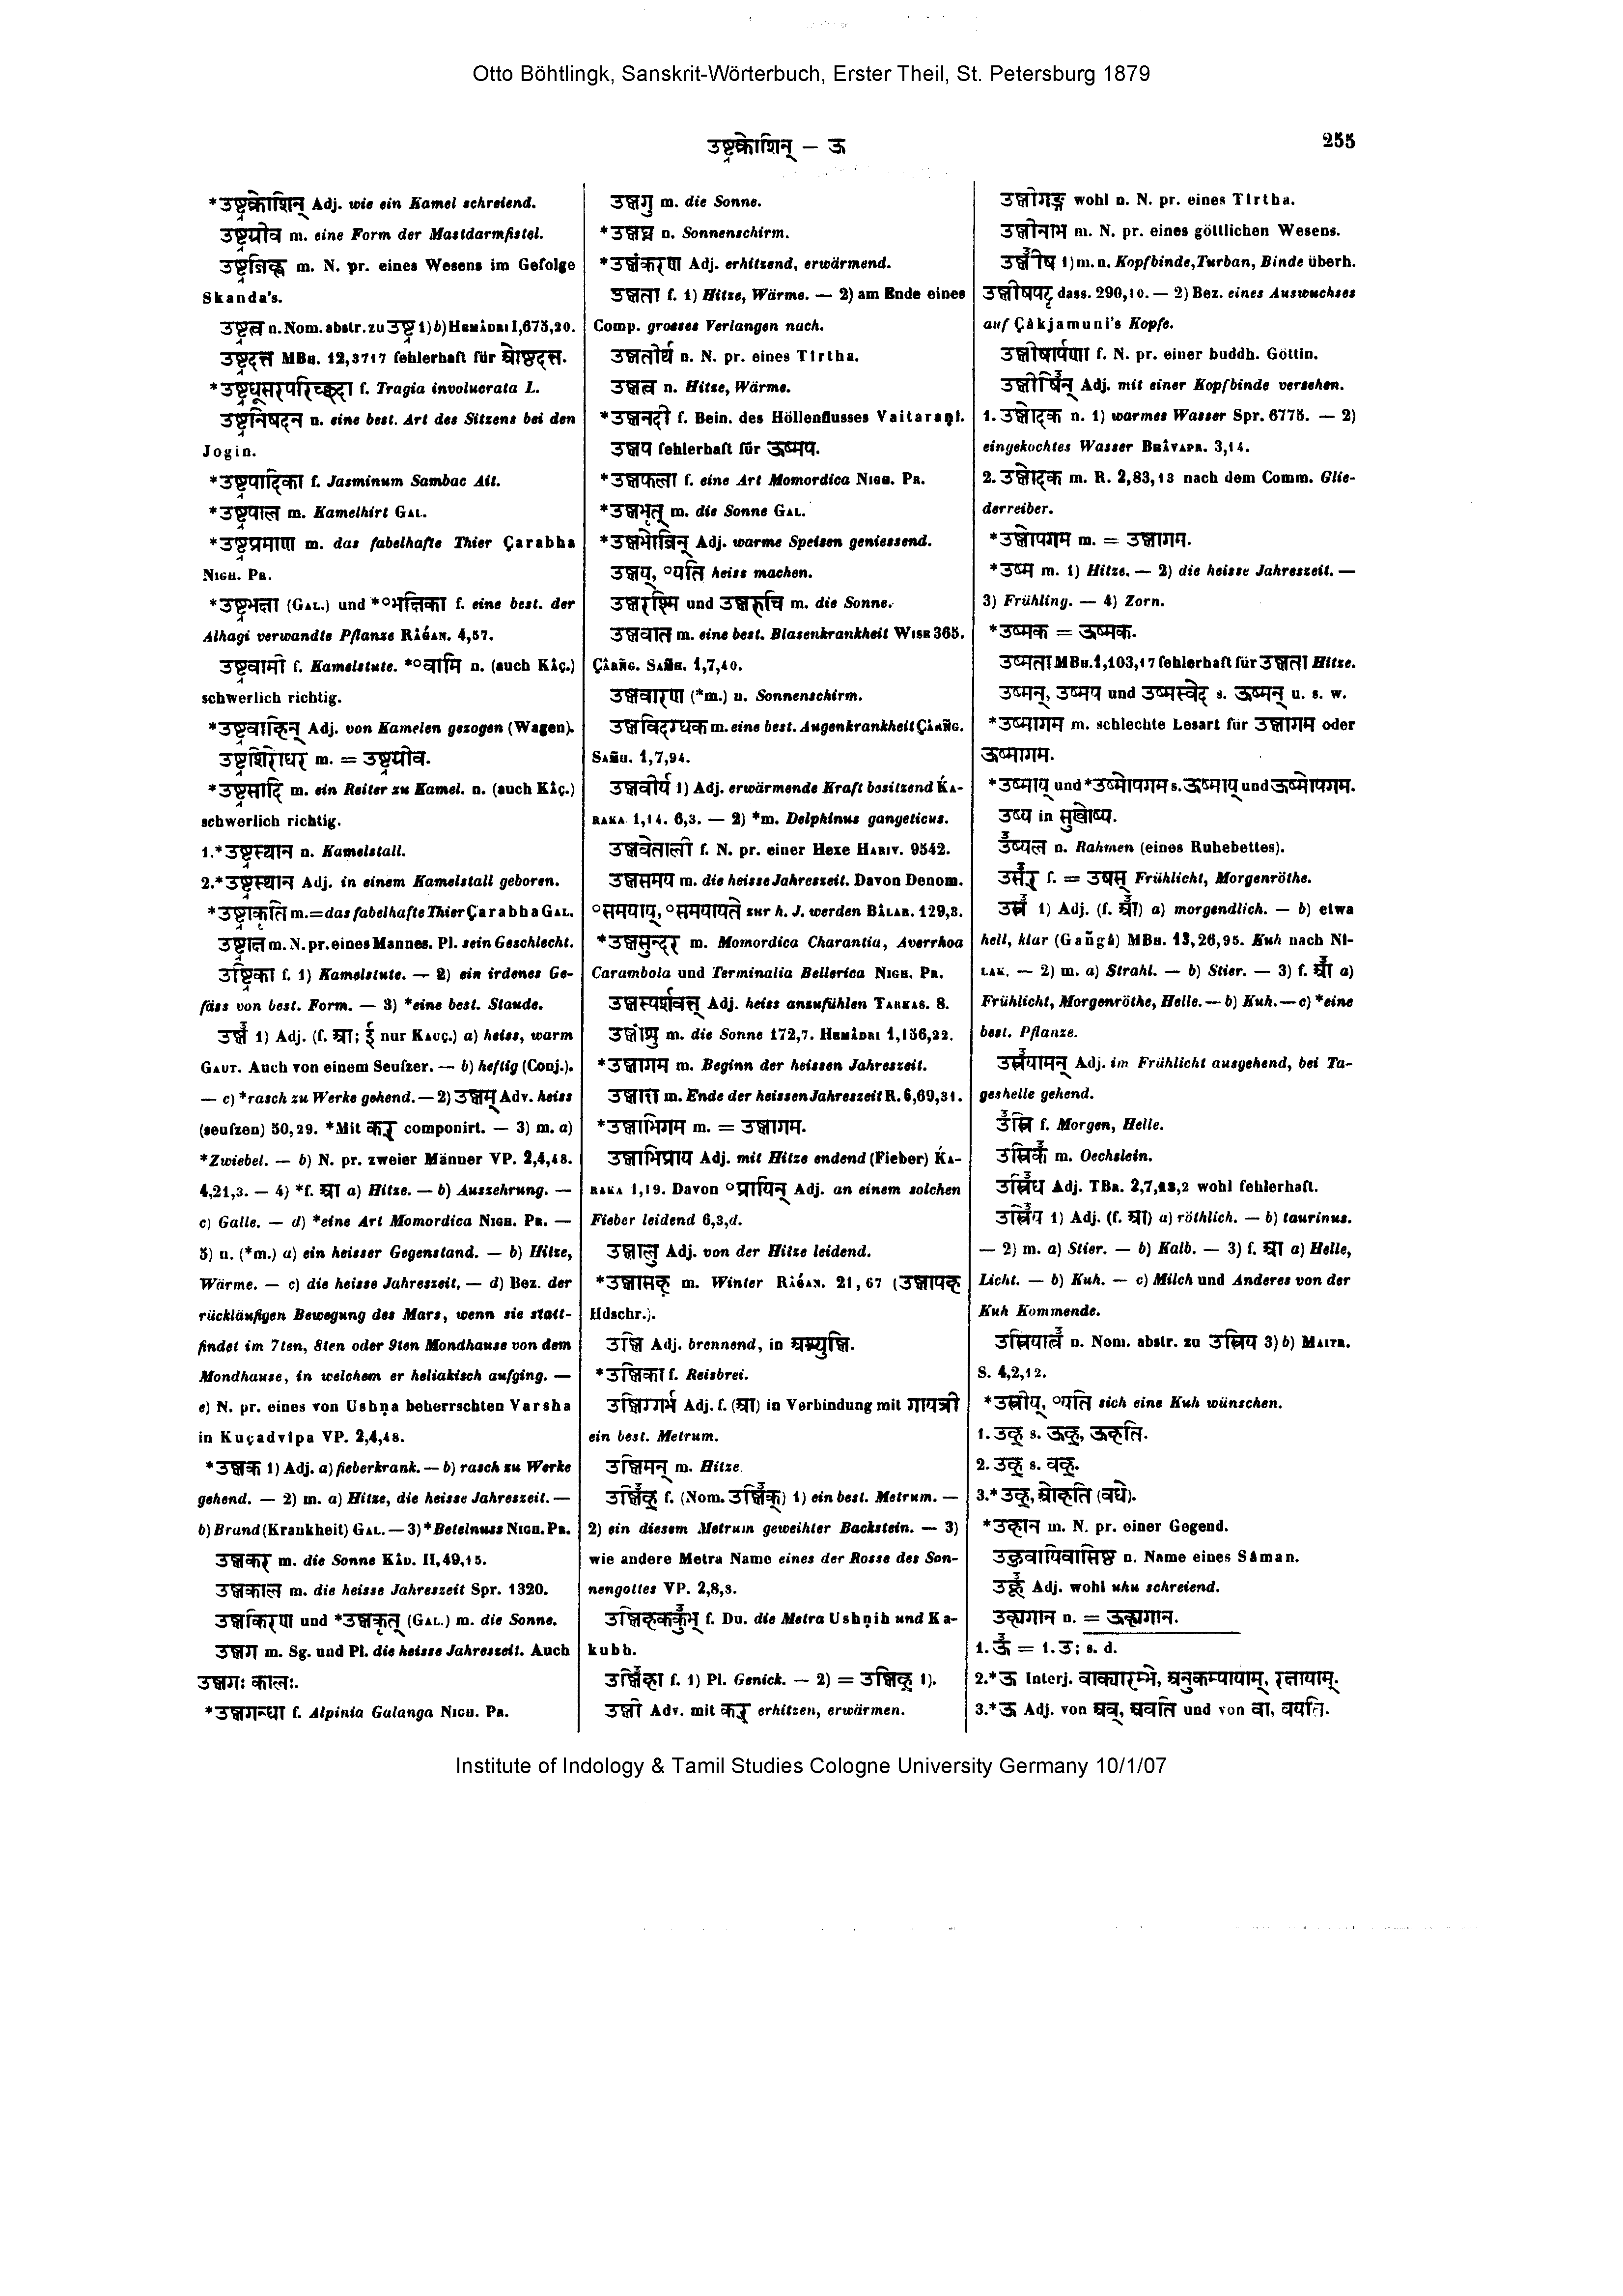 Otto Böhtlingk, Sanskrit-Wörterbuch, Erster Theil, St. Petersburg 1879
उष्ट्रक्रोशिन् — ऊ
255
*उष्ट्रक्रोशिन् Adj. wie ein Kamel schreiend.
उष्ट्रग्रीव m. eine Form der Mastdarmfistel.
उष्ट्रजिह्व m. N. pr. eines Wesens im Gefolge
Skanda's.
उष्ट्रत्व n. Nom. abstr. zu उष्ट्र 1) b) Hemâdri 1,673,20.
उष्ट्रदत्त MBh. 12,3717 fehlerhaft für श्रोष्ठदत्त.
*उष्ट्रधूसरपरिच्छदा f. Tragia involucrata L.
उष्ट्रनिषदन n. eine best. Art des Sitzens bei den
Jogin.
*उष्ट्रपादिका f. Jasminum Sambac Ait.
*उष्ट्रपाल m. Kamelhirt Gal.
*उष्ट्रप्रमाण m. das fabelhafte Thier Çarabha
Nigh. Pr.
*उष्ट्रभक्षा (Gal.) und *°भक्षिका f. eine best. der
Alhagi verwandte Pflanze Râǵan. 4,57.
उष्ट्रवामी f. Kamelstute. *°वामि n. (auch Kâç.)
schwerlich richtig.
*उष्ट्रवाहिन् Adj. von Kamelen gezogen (Wagen).
उष्ट्रशिरोधर m. = उष्ट्रग्रीव.
*उष्ट्रसादि m. ein Reiter zu Kamel. n. (auch Kâç.)
schwerlich richtig.
1.*उष्ट्रस्थान n. Kamelstall.
2.*उष्ट्रस्थान Adj. in einem Kamelstall geboren.
*उष्ट्राकृति m. = das fabelhafte Thier Çarabha Gal.
उष्ट्राक्ष m. N. pr. eines Mannes. Pl. sein Geschlecht.
उष्ट्रिका f. 1) Kamelstute. — 2) ein irdenes Ge-
fäss von best. Form. — 3) *eine best. Staude.
उष्णँ 1) Adj. (f. आ; ई nur Kauç.) a) heiss, warm
Gaut. Auch von einem Seufzer. — b) heftig (Conj.).
— c) *rasch zu Werke gehend. — 2) उष्णम् Adv. heiss
(seufzen) 50,29. *Mit कर् componirt. — 3) m. a)
*Zwiebel. — b) N. pr. zweier Männer VP. 2,4,48.
4,21,3. — 4) *f. आ a) Hitze. — b) Auszehrung. —
c) Galle. — d) *eine Art Momordica Nigh. Pr. —
5) n. (*m.) a) ein heisser Gegenstand. — b) Hitze,
Wärme. — c) die heisse Jahreszeit. — d) Bez. der
rückläufigen Bewegung des Mars, wenn sie statt-
findet im 7ten, 8ten oder 9ten Mondhause von dem
Mondhause, in welchem er heliakisch aufging. —
e) N. pr. eines von Ushṇa beherrschten Varsha
in Kuçadvîpa VP. 2,4,48.
*उष्णक 1) Adj. a) fieberkrank. — b) rasch zu Werke
gehend. — 2) m. a) Hitze, die heisse Jahreszeit. —
b) Brand (Krankheit) Gal. — 3) *Betelnuss Nigh. Pr.
उष्णकर m. die Sonne Kâd. II,49,15.
उष्णकाल m. die heisse Jahreszeit Spr. 1320.
उष्णकिरण und *उष्णकृत् (Gal.) m. die Sonne.
उष्णग m. Sg. und Pl. die heisse Jahreszeit. Auch
उष्णगः कालः.
*उष्णगन्धा f. Alpinia Galanga Nigh. Pr.
उष्णगु m. die Sonne.
*उष्णघ्न n. Sonnenschirm.
*उष्णंकरण Adj. erhitzend, erwärmend.
उष्णता f. 1) Hitze, Wärme. — 2) am Ende eines
Comp. grosses Verlangen nach.
उष्णतीर्थ n. N. pr. eines Tîrtha.
उष्णत्व n. Hitze, Wärme.
*उष्णनदी f. Bein. des Höllenflusses Vaitaraṇî.
उष्णप fehlerhaft für ऊष्मप.
*उष्णफला f. eine Art Momordica Nigh. Pr.
*उष्णभृत् m. die Sonne Gal.
*उष्णभोजिन् Adj. warme Speisen geniessend.
उष्णय्, °यति heiss machen.
उष्णरश्मि und उष्णरुचि m. die Sonne.
उष्णवात m. eine best. Blasenkrankheit Wise 365.
Çârṅg. Saṁh. 1,7,40.
उष्णवारण (*m.) n. Sonnenschirm.
उष्णविदग्धक m. eine best. Augenkrankheit Çârṅg.
Saṁh. 1,7,94.
उष्णवीर्य 1) Adj. erwärmende Kraft besitzend Ḱa-
raka 1,14. 6,3. — 2) *m. Delphinus gangeticus.
उष्णवेताली f. N. pr. einer Hexe Hariv. 9542.
उष्णसमय m. die heisse Jahreszeit. Davon Denom.
°समयाय्, °समयायते zur h. J. werden Bâlar. 129,3.
*उष्णसुन्दर m. Momordica Charantia, Averrhoa
Carambola und Terminalia Bellerica Nigh. Pr.
उष्णस्पर्शवत् Adj. heiss anzufühlen Tarkas. 8.
उष्णांशु m. die Sonne 172,7. Hemâdri 1,136,22.
*उष्णागम m. Beginn der heissen Jahreszeit.
उष्णान्त m. Ende der heissen Jahreszeit R. 6,69,31.
*उष्णाभिगम m. = उष्णागम.
उष्णाभिप्राय Adj. mit Hitze endend (Fieber) Ḱa-
raka 1,19. Davon °प्रायिन् Adj. an einem solchen
Fieber leidend 6,3,d.
उष्णालु Adj. von der Hitze leidend.
*उष्णासह् m. Winter Râǵan. 21,67 (उष्णापह्
Hdschr.).
उष्णि Adj. brennend, in अभ्युष्णि.
*उष्णिका f. Reisbrei.
उष्णिग्गर्भ Adj. f. (आ) in Verbindung mit गायत्री
ein best. Metrum.
उष्णिमन् m. Hitze.
उष्णिँह् f. (Nom. उष्णिँक्) 1) ein best. Metrum. —
2) ein diesem Metrum geweihter Backstein. — 3)
wie andere Metra Name eines der Rosse des Son-
nengottes VP. 2,8,3.
उष्णिक्ककुँभ् f. Du. die Metra Ushṇih und Ka-
kubh.
उष्णिँहा f. 1) Pl. Genick. — 2) = उष्णिह् 1).
उष्णी Adv. mit कर् erhitzen, erwärmen.
उष्णीगङ्ग wohl n. N. pr. eines Tîrtha.
उष्णीनाभ m. N. pr. eines göttlichen Wesens.
उष्णीँष 1) m. n. Kopfbinde, Turban, Binde überh.
उष्णीषपट्ट dass. 290,10. — 2) Bez. eines Auswuchses
auf Çâkjamuni's Kopfe.
उष्णीषार्पणा f. N. pr. einer buddh. Göttin.
उष्णीषिँन् Adj. mit einer Kopfbinde versehen.
1. उष्णोदक n. 1) warmes Wasser Spr. 6775. — 2)
eingekochtes Wasser Bhâvapr. 3,14.
2. उष्णोदक m. R. 2,83,13 nach dem Comm. Glie-
derreiber.
*उष्णोपगम m. = उष्णागम.
*उष्म m. 1) Hitze. — 2) die heisse Jahreszeit. —
3) Frühling. — 4) Zorn.
*उष्मक = ऊष्मक.
उष्मता MBh. 1,103,17 fehlerhaft für उष्णता Hitze.
उष्मन्, उष्मप und उष्मस्वेद s. ऊष्मन् u. s. w.
*उष्मागम m. schlechte Lesart für उष्णागम oder
ऊष्मागम.
*उष्माय् und *उष्मोपगम s. ऊष्माय् und ऊष्मोपगम.
उष्य in सुखोष्य.
उँष्यल n. Rahmen (eines Ruhebettes).
उसँर् f. = उषस् Frühlicht, Morgenröthe.
उस्रँ 1) Adj. (f. स्राँ) a) morgendlich. — b) etwa
hell, klar (Gaṅgâ) MBh. 13,26,95. Kuh nach Nî-
lak. — 2) m. a) Strahl. — b) Stier. — 3) f. स्राँ a)
Frühlicht, Morgenröthe, Helle. — b) Kuh. — c) *eine
best. Pflanze.
उस्रँयामन् Adj. im Frühlicht ausgehend, bei Ta-
geshelle gehend.
उँस्रि f. Morgen, Helle.
उस्रिकँ m. Oechslein.
उस्रिँध Adj. TBr. 2,7,13,2 wohl fehlerhaft.
उस्रिँय 1) Adj. (f. आ) a) röthlich. — b) taurinus.
— 2) m. a) Stier. — b) Kalb. — 3) f. आ a) Helle,
Licht. — b) Kuh. — c) Milch und Anderes von der
Kuh Kommende.
उस्रियात्वँ n. Nom. abstr. zu उस्रिय 3) b) Maitr.
S. 4,2,12.
*उस्रीय्, °यति sich eine Kuh wünschen.
1. उह् s. ऊह्, ऊहति.
2. उह् s. वह्.
3.* उह्, ओहति (वधे).
*उहान m. N. pr. einer Gegend.
उहुवायिवासिष्ठ n. Name eines Sâman.
उहूँ Adj. wohl uhu schreiend.
उह्यगान n. = ऊह्यगान.
1. ऊँ = 1. उ; s. d.
2.* ऊ Interj. वाक्यारम्भे, अनुकम्पायाम्, रक्षायाम्.
3.* ऊ Adj. von अव्, अवति und von वा, वयति.
Institute of Indology & Tamil Studies Cologne University Germany 10/1/07